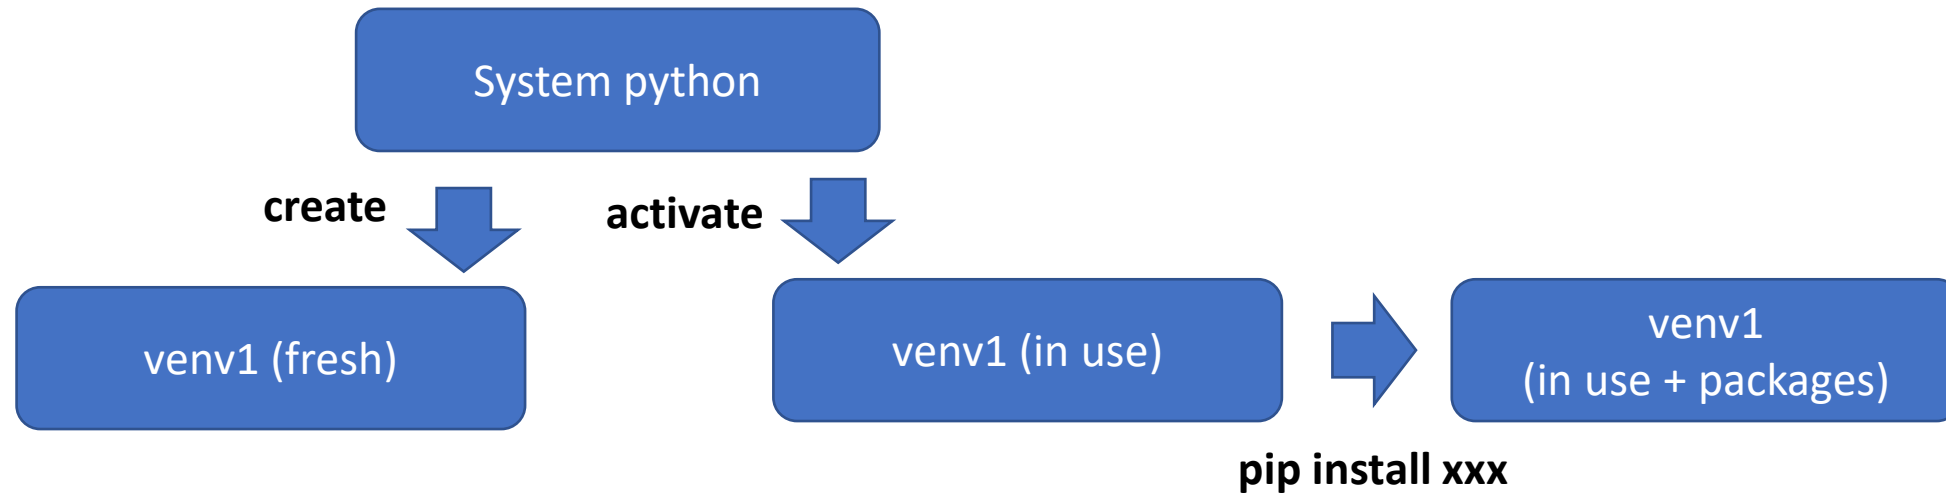 System python
create
activate
venv1 (fresh)
venv1 (in use)
venv1
(in use + packages)
pip install xxx